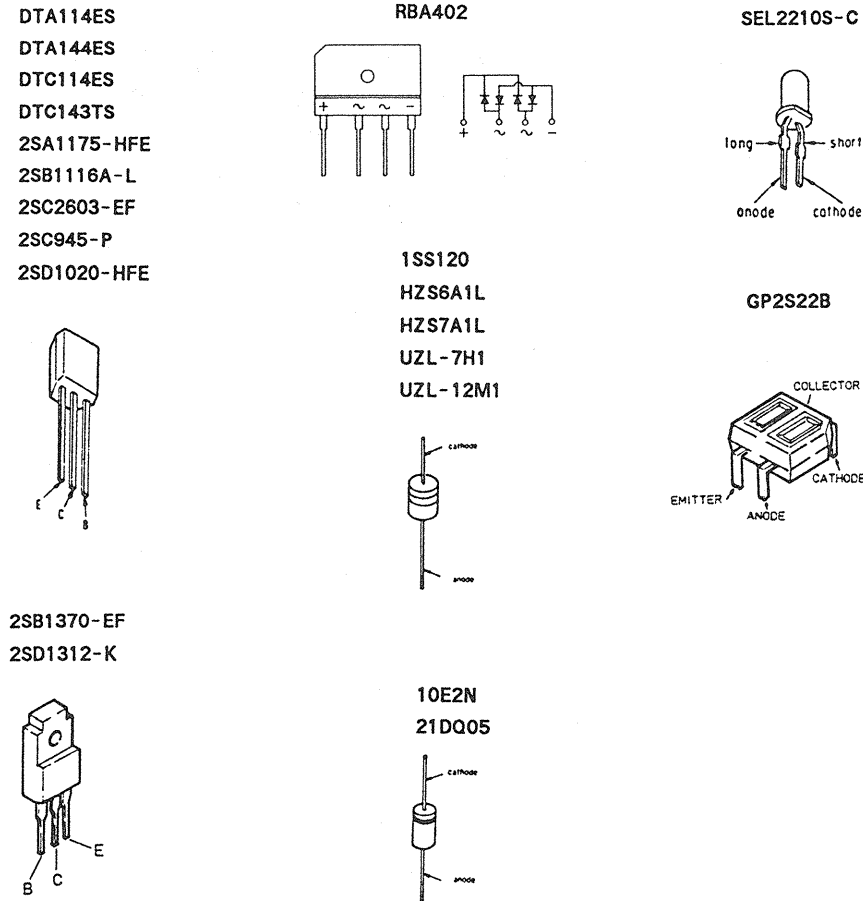 DTA114ES
DTA144ES
DTC114ES
DTC143TS
2SA1175-HFE
2SB1116A-L
2SC2603-EF
2SC945-P
2SD1020-HFE
E
C
B
2SB1370-EF
2SD1312-K
B
C
E
RBA402
+ ~ ~ -
+ ~ ~ -
1SS120
HZS6A1L
HZS7A1L
UZL-7H1
UZL-12M1
cathode
anode
10E2N
21DQ05
cathode
anode
SEL2210S-C
long
short
anode
cathode
GP2S22B
COLLECTOR
CATHODE
EMITTER
ANODE